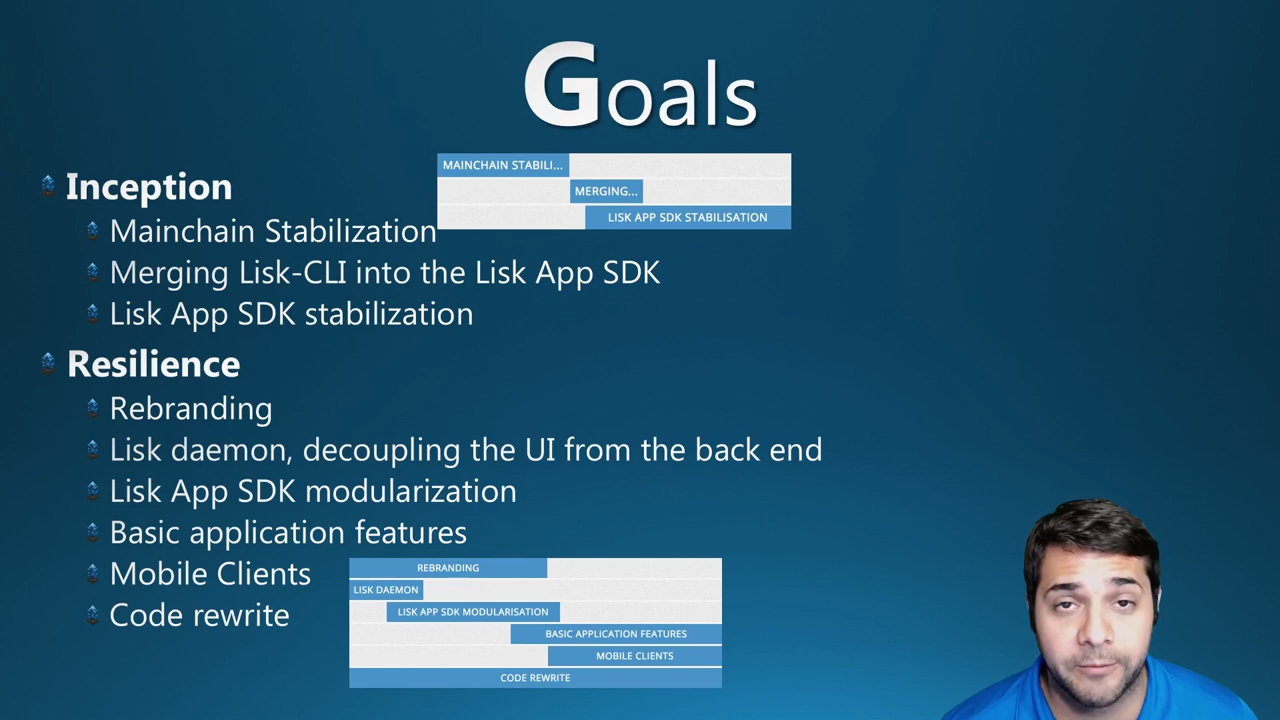 Goals
MAINCHAIN STABILI...
MERGING...
LISK APP SDK STABILISATION
Inception
Mainchain Stabilization
Merging Lisk-CLI into the Lisk App SDK
Lisk App SDK stabilization
Resilience
Rebranding
Lisk daemon, decoupling the UI from the back end
Lisk App SDK modularization
Basic application features
Mobile Clients
Code rewrite
REBRANDING
LISK DAEMON
LISK APP SDK MODULARISATION
BASIC APPLICATION FEATURES
MOBILE CLIENTS
CODE REWRITE